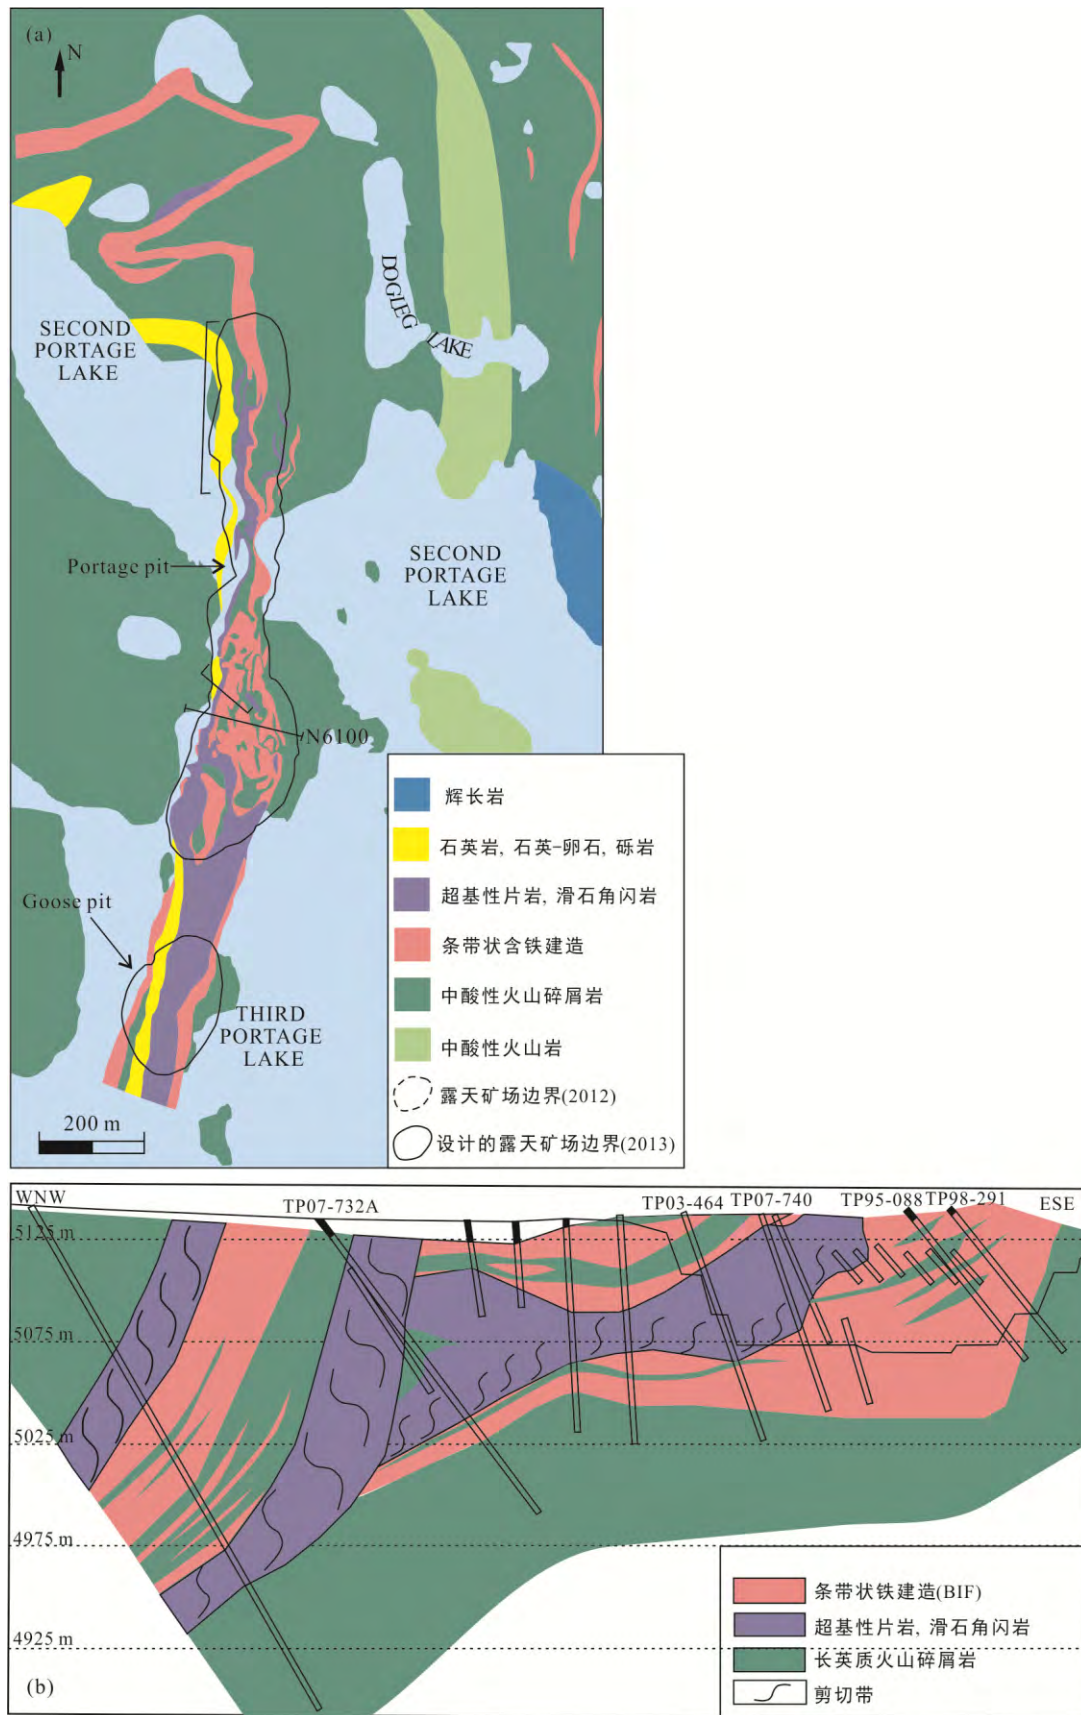 (a)
N
SECOND
PORTAGE
LAKE
DOGLEG
LAKE
Portage pit
SECOND
PORTAGE
LAKE
N6100
Goose pit
THIRD
PORTAGE
LAKE
200 m
辉长岩
石英岩, 石英-卵石, 砾岩
超基性片岩, 滑石角闪岩
条带状含铁建造
中酸性火山碎屑岩
中酸性火山岩
露天矿场边界(2012)
设计的露天矿场边界(2013)
WNW
TP07-732A
TP03-464
TP07-740
TP95-088
TP98-291
ESE
5125 m
5075 m
5025 m
4975 m
4925 m
(b)
条带状铁建造(BIF)
超基性片岩, 滑石角闪岩
长英质火山碎屑岩
剪切带